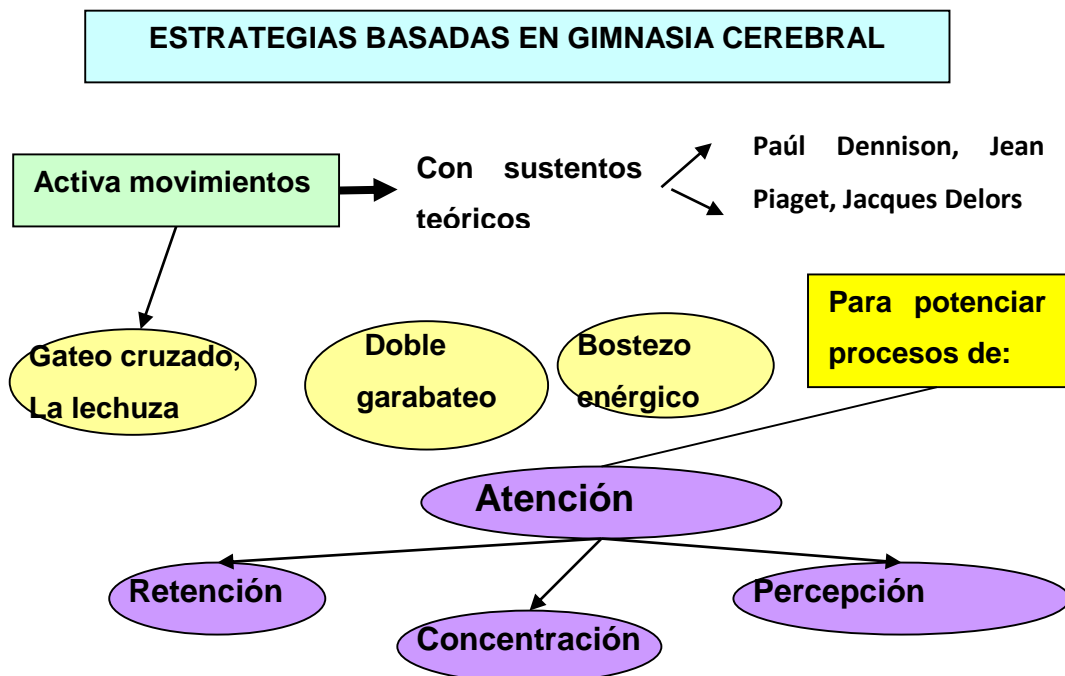 ESTRATEGIAS BASADAS EN GIMNASIA CEREBRAL
Activa movimientos
Con sustentos
teóricos
Paúl Dennison, Jean
Piaget, Jacques Delors
Para potenciar
procesos de:
Gateo cruzado,
La lechuza
Doble
garabateo
Bostezo
enérgico
Atención
Retención
Concentración
Percepción